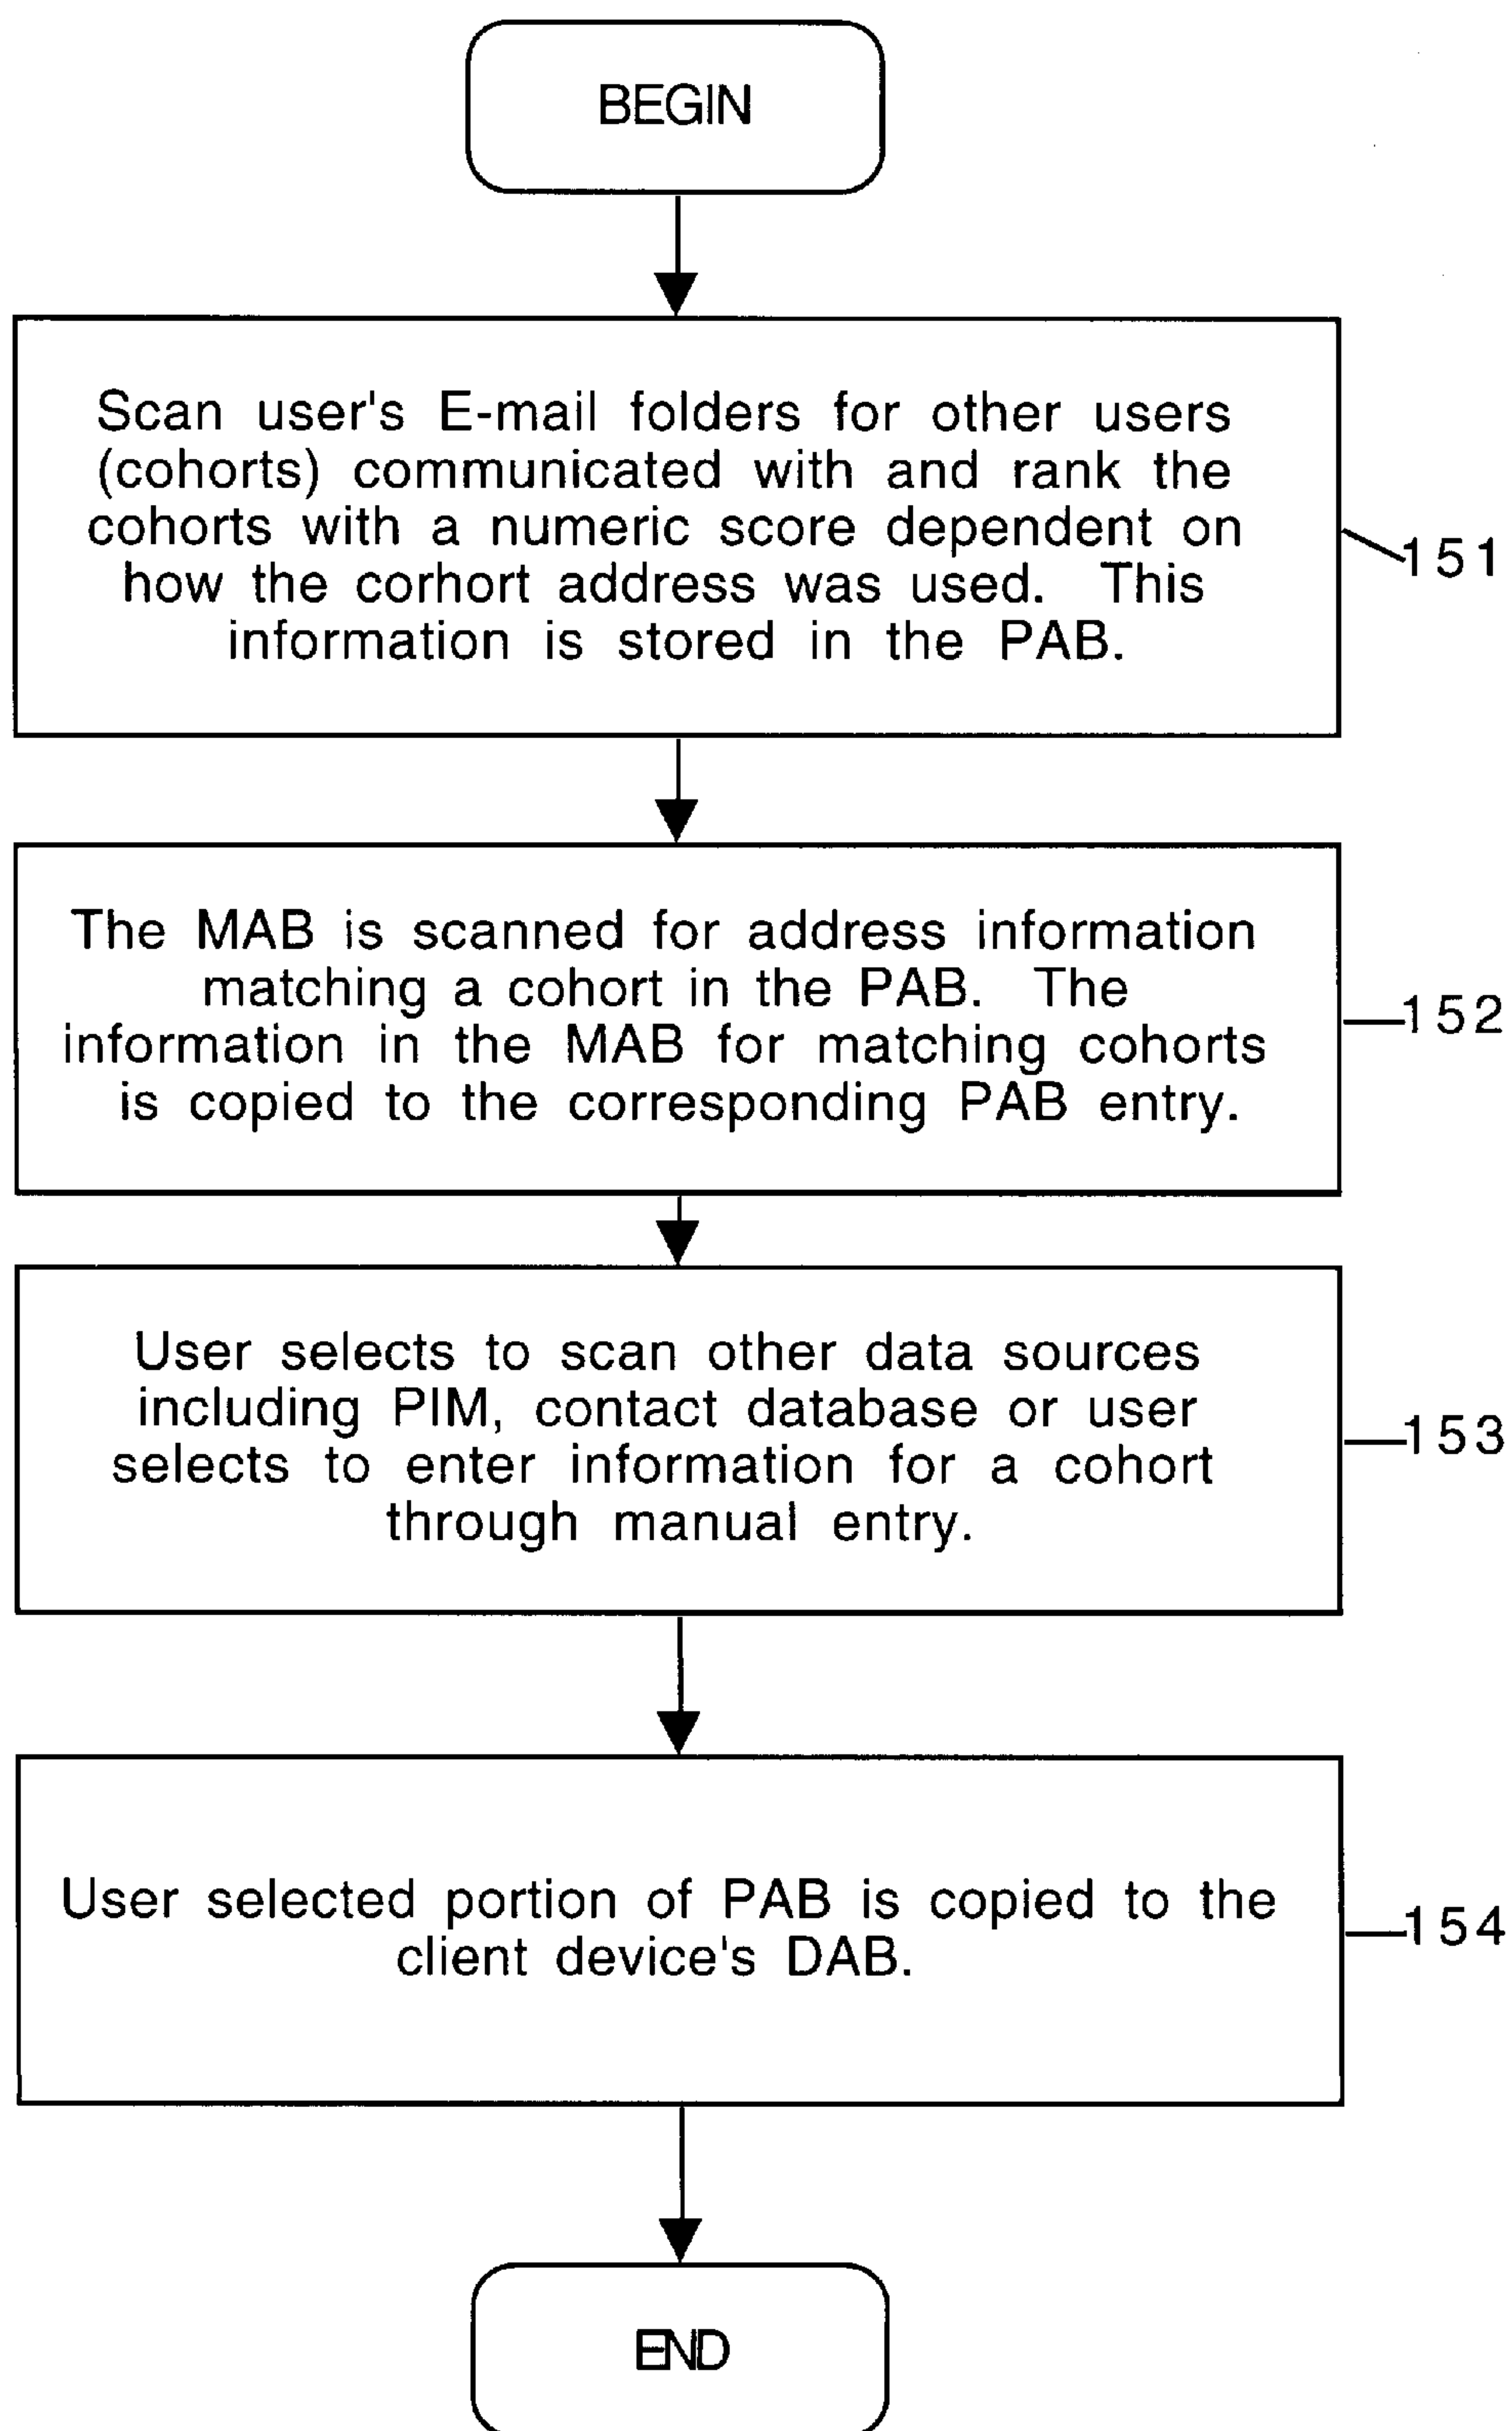 BEGIN
Scan user's E-mail folders for other users
(cohorts) communicated with and rank the
cohorts with a numeric score dependent on
how the corhort address was used. This
information is stored in the PAB.
151
The MAB is scanned for address information
matching a cohort in the PAB. The
information in the MAB for matching cohorts
is copied to the corresponding PAB entry.
152
User selects to scan other data sources
including PIM, contact database or user
selects to enter information for a cohort
through manual entry.
153
User selected portion of PAB is copied to the
client device's DAB.
154
END